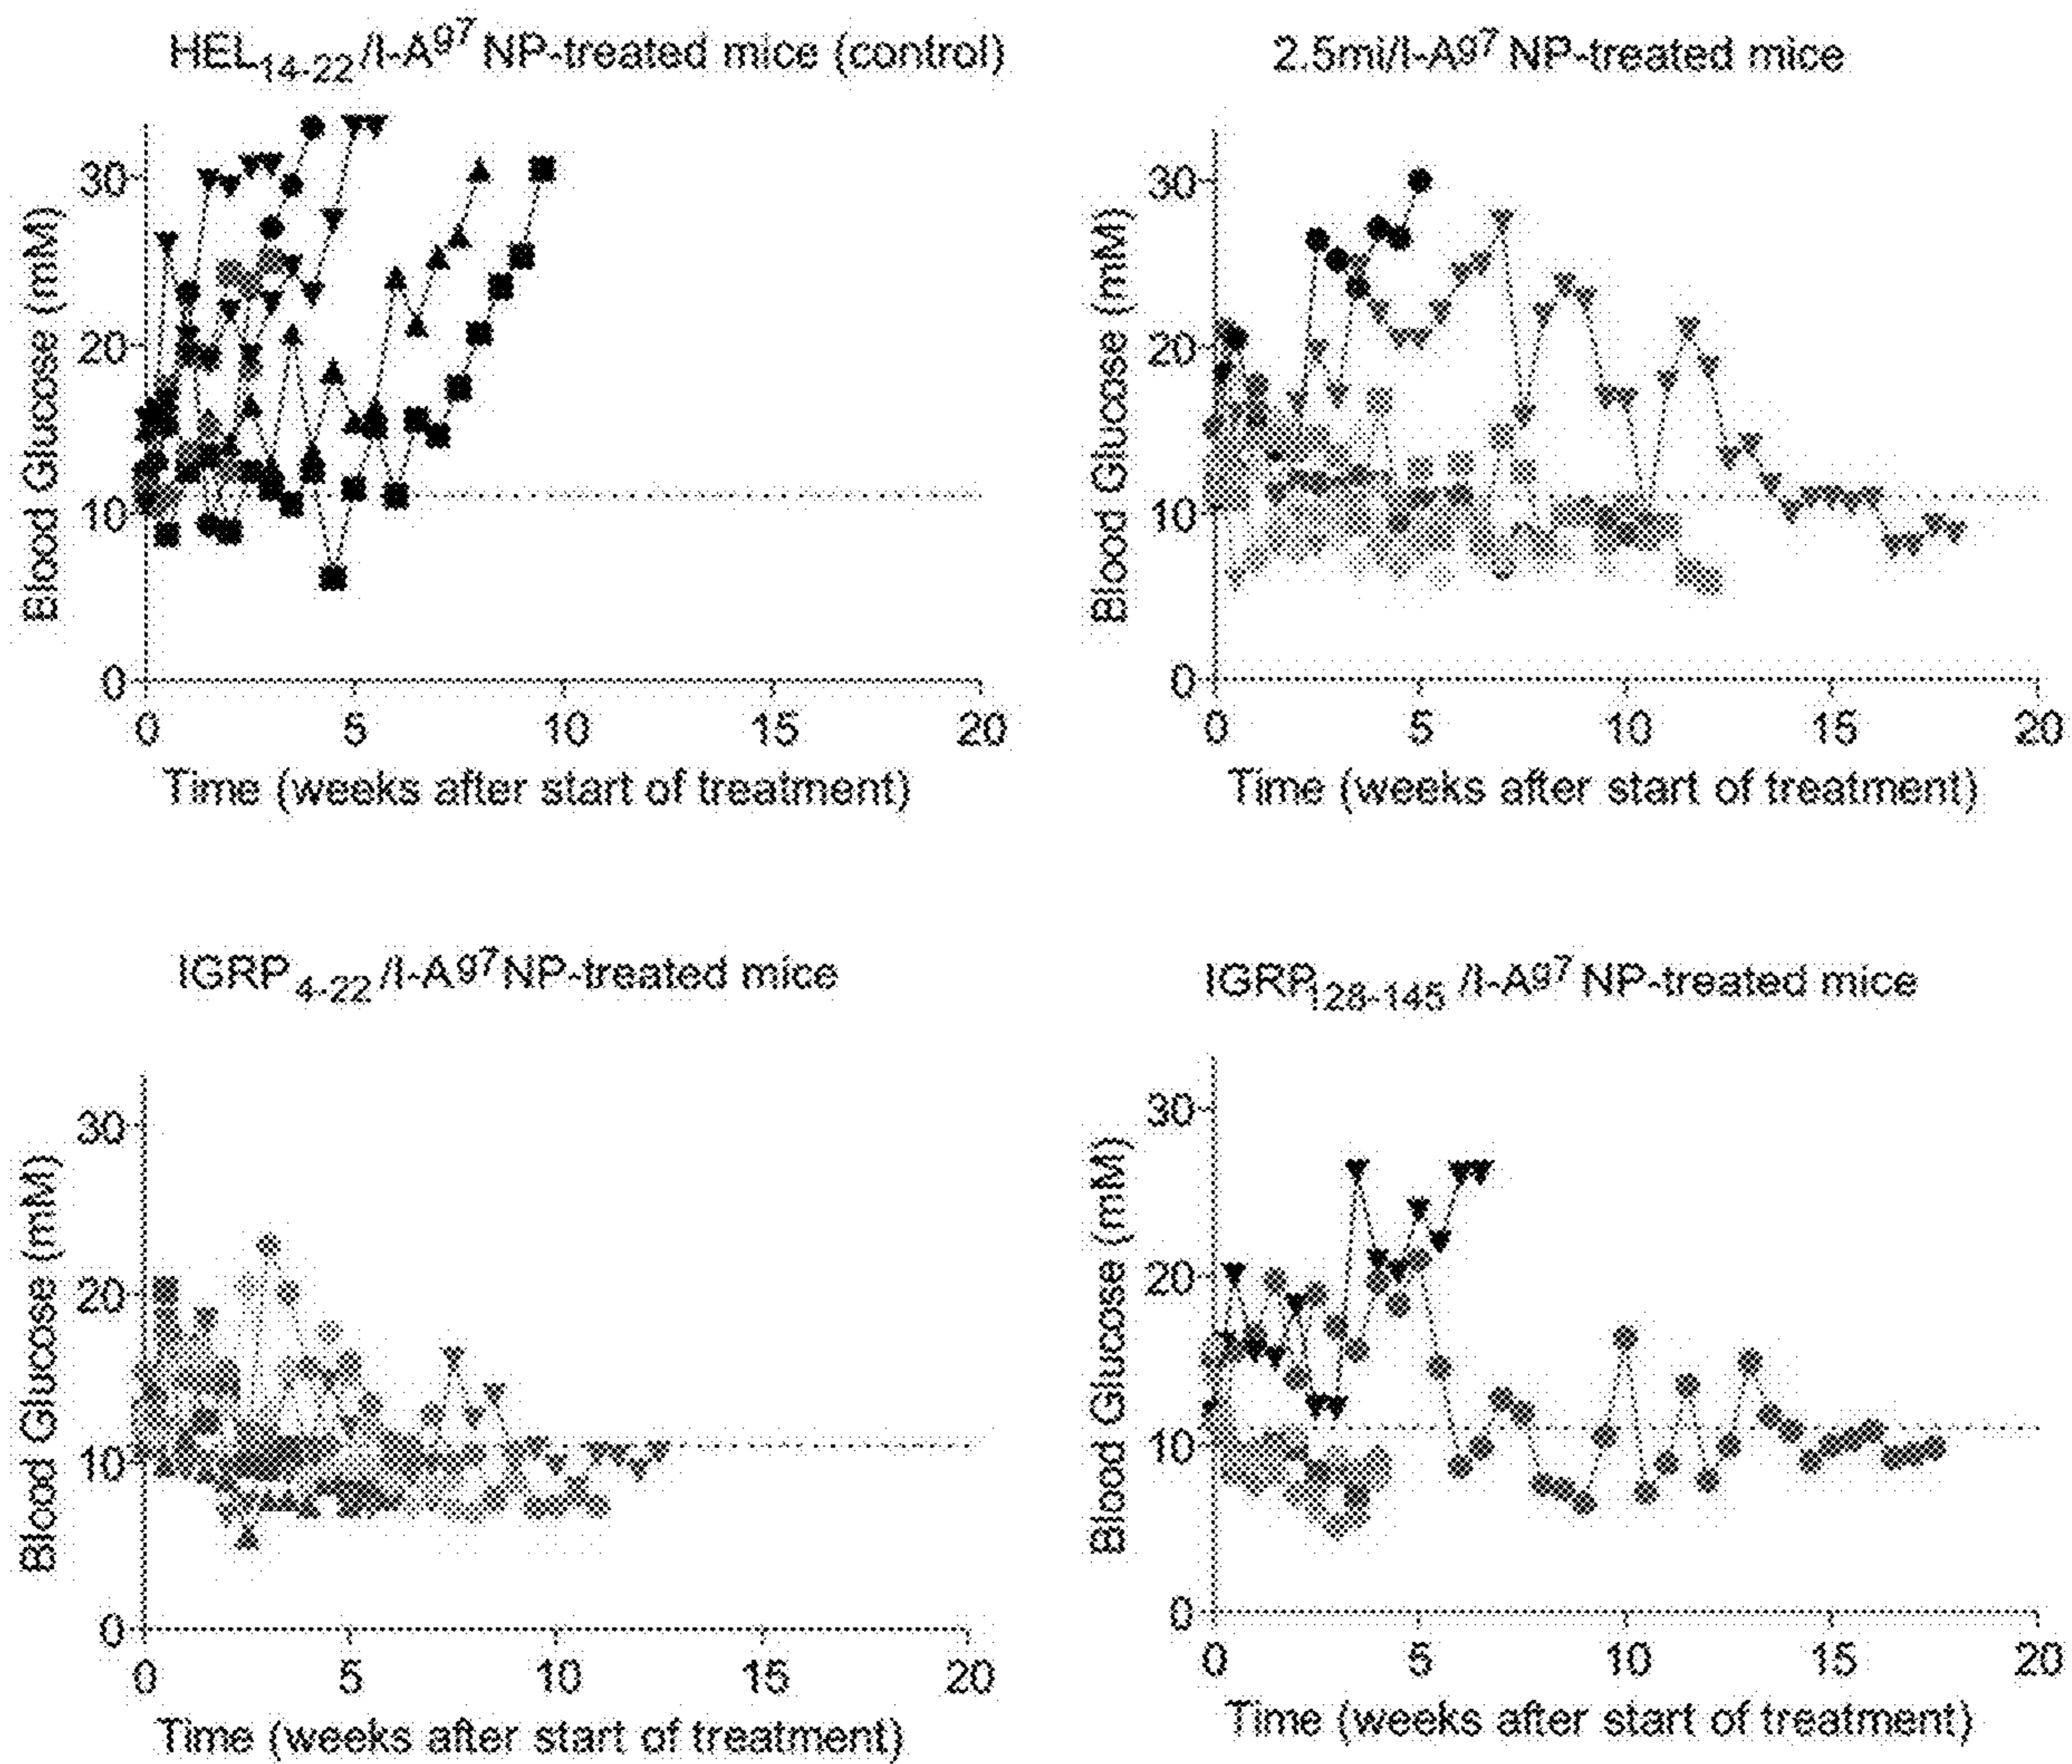 HEL14-22/I-Ag7 NP-treated mice (control)
30
20
10
0
Blood Glucose (mM)
0 5 10 15 20
Time (weeks after start of treatment)
2.5mi/I-Ag7 NP-treated mice
30
20
10
0
Blood Glucose (mM)
0 5 10 15 20
Time (weeks after start of treatment)
IGRP4-22/I-Ag7 NP-treated mice
30
20
10
0
Blood Glucose (mM)
0 5 10 15 20
Time (weeks after start of treatment)
IGRP128-145 /I-Ag7 NP-treated mice
30
20
10
0
Blood Glucose (mM)
0 5 10 15 20
Time (weeks after start of treatment)